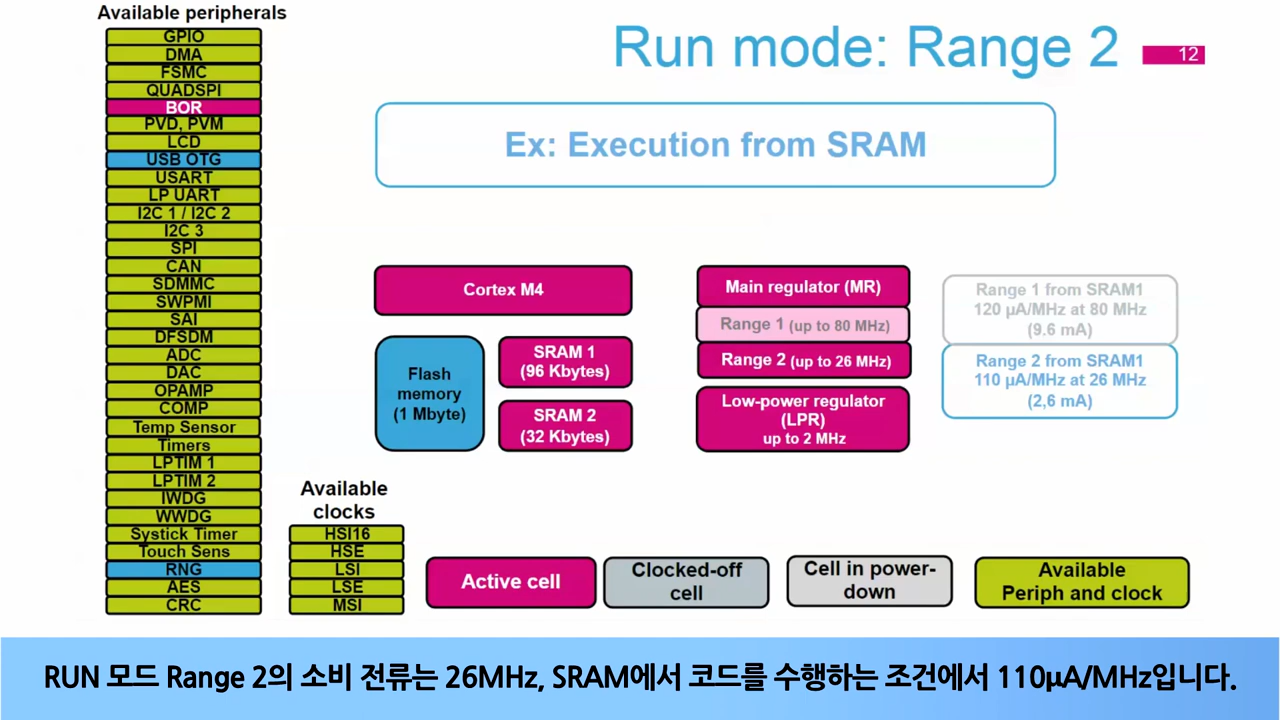 Available peripherals
GPIO
DMA
FSMC
QUADSPI
BOR
PVD, PVM
LCD
USB OTG
USART
LP UART
I2C 1 / I2C 2
I2C 3
SPI
CAN
SDMMC
SWPMI
SAI
DFSDM
ADC
DAC
OPAMP
COMP
Temp Sensor
Timers
LPTIM 1
LPTIM 2
IWDG
WWDG
Systick Timer
Touch Sens
RNG
AES
CRC
Run mode: Range 2
12
Ex: Execution from SRAM
Cortex M4
Flash
memory
(1 Mbyte)
SRAM 1
(96 Kbytes)
SRAM 2
(32 Kbytes)
Main regulator (MR)
Range 1 (up to 80 MHz)
Range 2 (up to 26 MHz)
Low-power regulator
(LPR)
up to 2 MHz
Range 1 from SRAM1
120 µA/MHz at 80 MHz
(9.6 mA)
Range 2 from SRAM1
110 µA/MHz at 26 MHz
(2,6 mA)
Available
clocks
HSI16
HSE
LSI
LSE
MSI
Active cell
Clocked-off
cell
Cell in power-
down
Available
Periph and clock
RUN 모드 Range 2의 소비 전류는 26MHz, SRAM에서 코드를 수행하는 조건에서 110µA/MHz입니다.